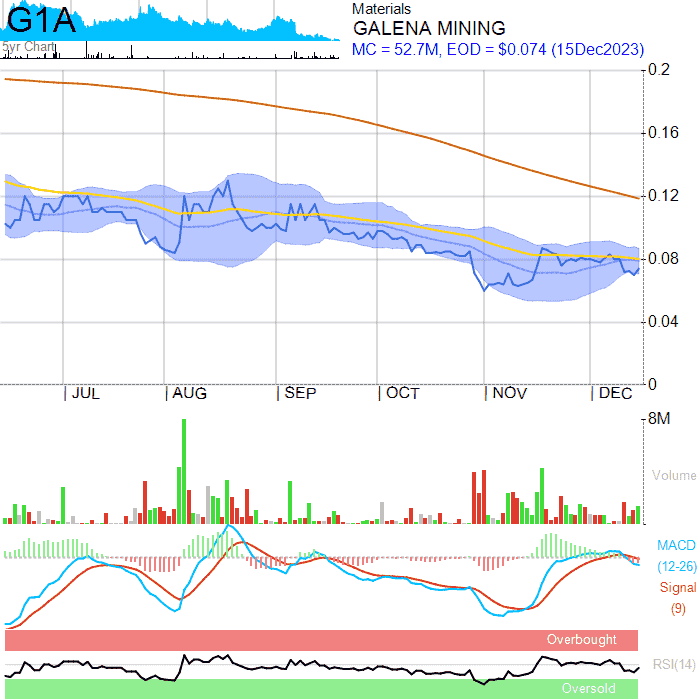 G1A
5yr Chart
Materials
GALENA MINING
MC = 52.7M, EOD = $0.074 (15Dec2023)
0.2
0.16
0.12
0.08
0.04
0
JUL AUG SEP OCT NOV DEC
8M
Volume
MACD
(12-26)
Signal
(9)
Overbought
RSI(14)
Oversold